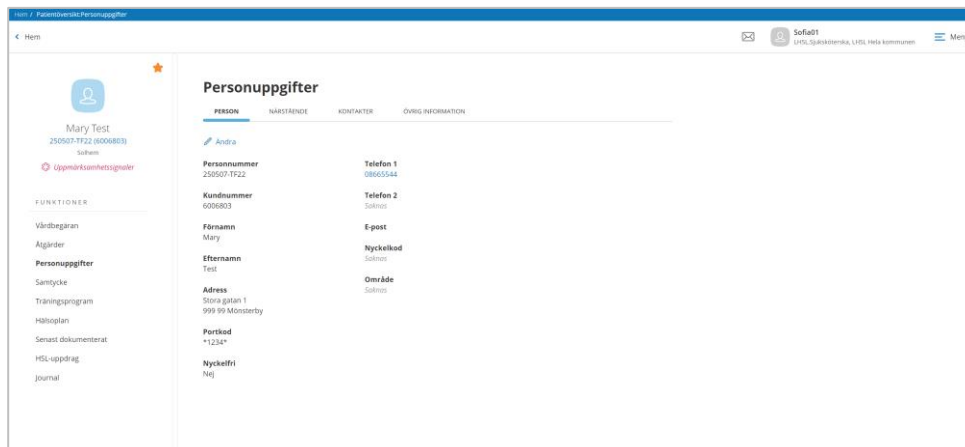 Hem / Patientöversikt:Personuppgifter
Hem
Sofia01
LHSL,Sjuksköterska, LHSL Hela kommunen
Men
Mary Test
250507-TF22 (6006803)
Solhem
Uppmärksamhetssignaler
FUNKTIONER
Vårdbegäran
Åtgärder
Personuppgifter
Samtycke
Träningsprogram
Hälsoplan
Senast dokumenterat
HSL-uppdrag
Journal
Personuppgifter
PERSON NÄRSTÅENDE KONTAKTER ÖVRIG INFORMATION
Ändra
Personnummer
250507-TF22
Kundnummer
6006803
Förnamn
Mary
Efternamn
Test
Adress
Stora gatan 1
999 99 Mönsterby
Portkod
*1234*
Nyckelfri
Nej
Telefon 1
08665544
Telefon 2
Saknas
E-post
Nyckelkod
Saknas
Område
Saknas